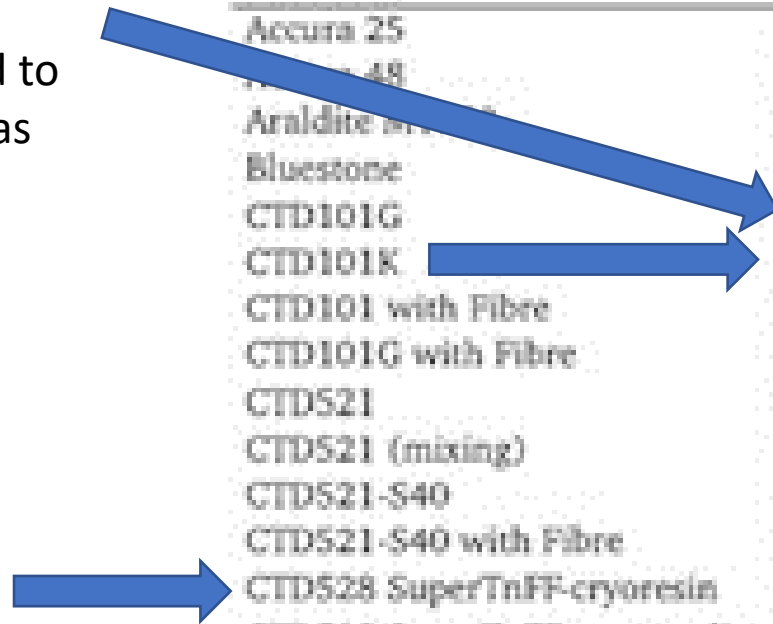 d to
as
Accura 25
48
Araldite
Bluestone
CTD101G
CTD101K
CTD101 with Fibre
CTD101G with Fibre
CTD521
CTD521 (mixing)
CTD521-S40
CTD521-S40 with Fibre
CTD528 SuperTnFF-cryoresin